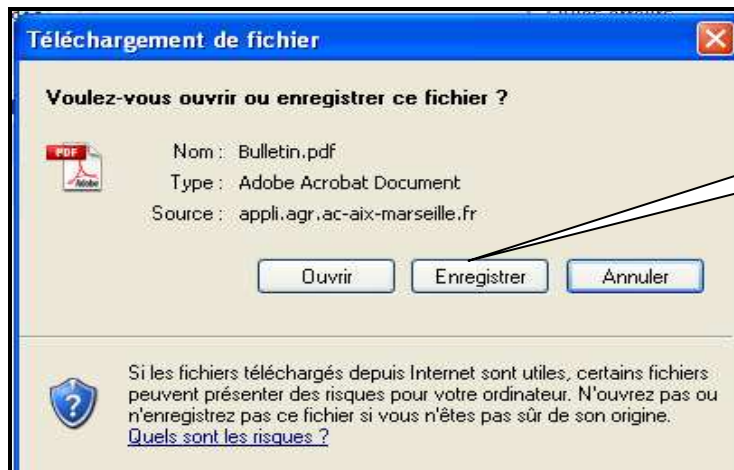 Téléchargement de fichier
Voulez-vous ouvrir ou enregistrer ce fichier ?
PDF
Adobe
Nom : Bulletin.pdf
Type : Adobe Acrobat Document
Source : appli.agr.ac-aix-marseille.fr
Ouvrir Enregistrer Annuler
Si les fichiers téléchargés depuis Internet sont utiles, certains fichiers
peuvent présenter des risques pour votre ordinateur. N'ouvrez pas ou
n'enregistrez pas ce fichier si vous n'êtes pas sûr de son origine.
Quels sont les risques ?